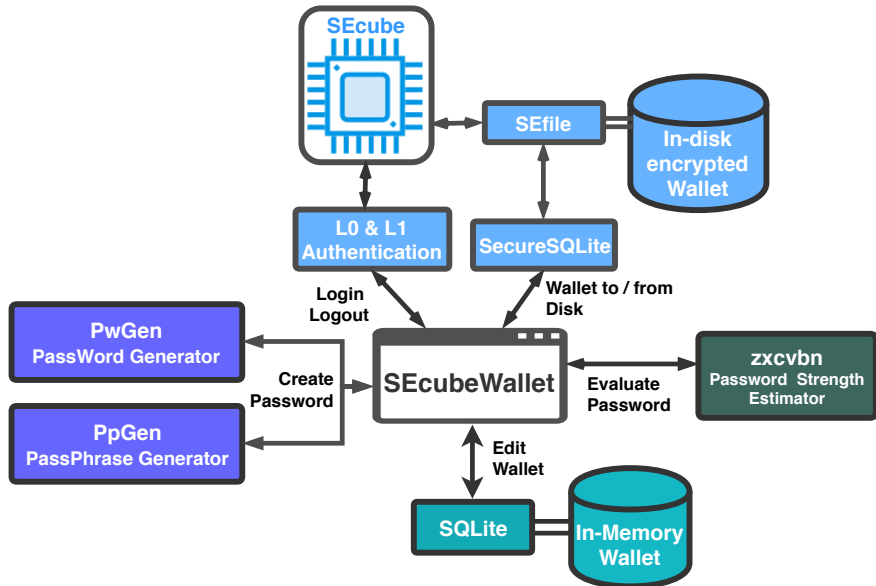 SEcube
SEfile
In-disk
encrypted
Wallet
L0 & L1
Authentication
SecureSQLite
Login
Logout
Wallet to / from
Disk
PwGen
PassWord Generator
Create
Password
SEcubeWallet
Evaluate
Password
zxcvbn
Password Strength
Estimator
PpGen
PassPhrase Generator
Edit
Wallet
SQLite
In-Memory
Wallet